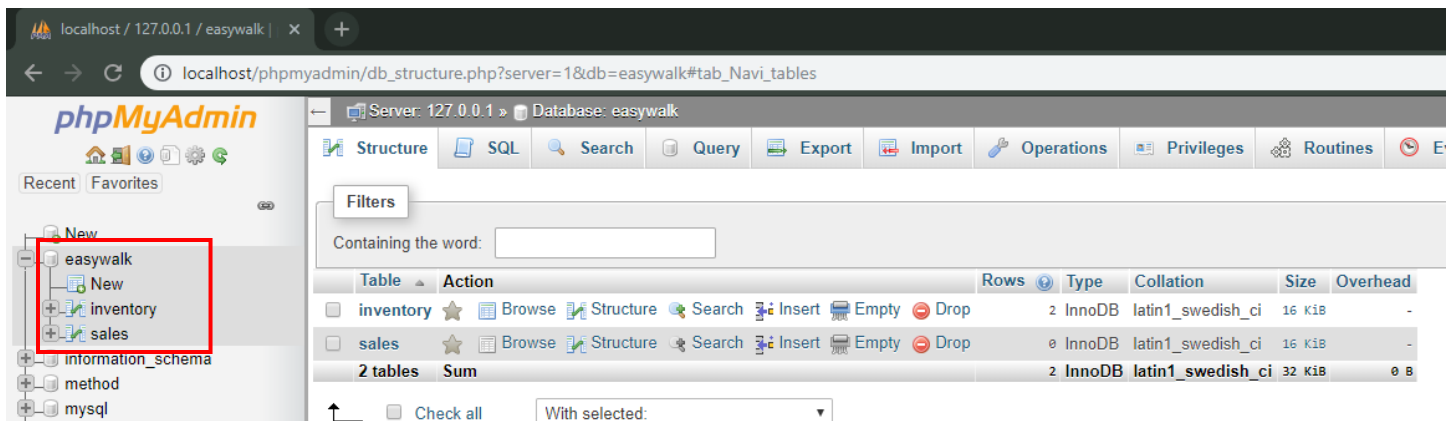 localhost / 127.0.0.1 / easywalk |
localhost/phpmyadmin/db_structure.php?server=1&db=easywalk#tab_Navi_tables
phpMyAdmin
Recent Favorites
New
easywalk
New
inventory
sales
information_schema
method
mysql
Server: 127.0.0.1 » Database: easywalk
Structure SQL Search Query Export Import Operations Privileges Routines
Filters
Containing the word:
Table Action Rows Type Collation Size Overhead
inventory Browse Structure Search Insert Empty Drop 2 InnoDB latin1_swedish_ci 16 KiB -
sales Browse Structure Search Insert Empty Drop 0 InnoDB latin1_swedish_ci 16 KiB -
2 tables Sum 2 InnoDB latin1_swedish_ci 32 KiB 0 B
Check all With selected: